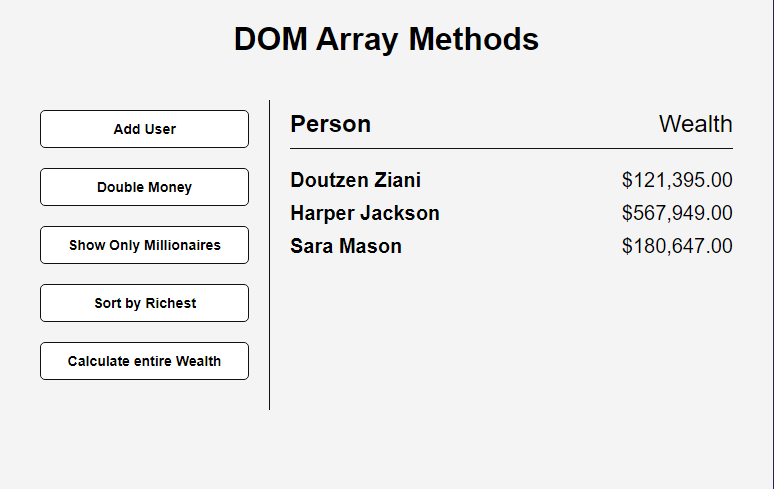 DOM Array Methods
Add User
Double Money
Show Only Millionaires
Sort by Richest
Calculate entire Wealth
Person Wealth
Doutzen Ziani $121,395.00
Harper Jackson $567,949.00
Sara Mason $180,647.00